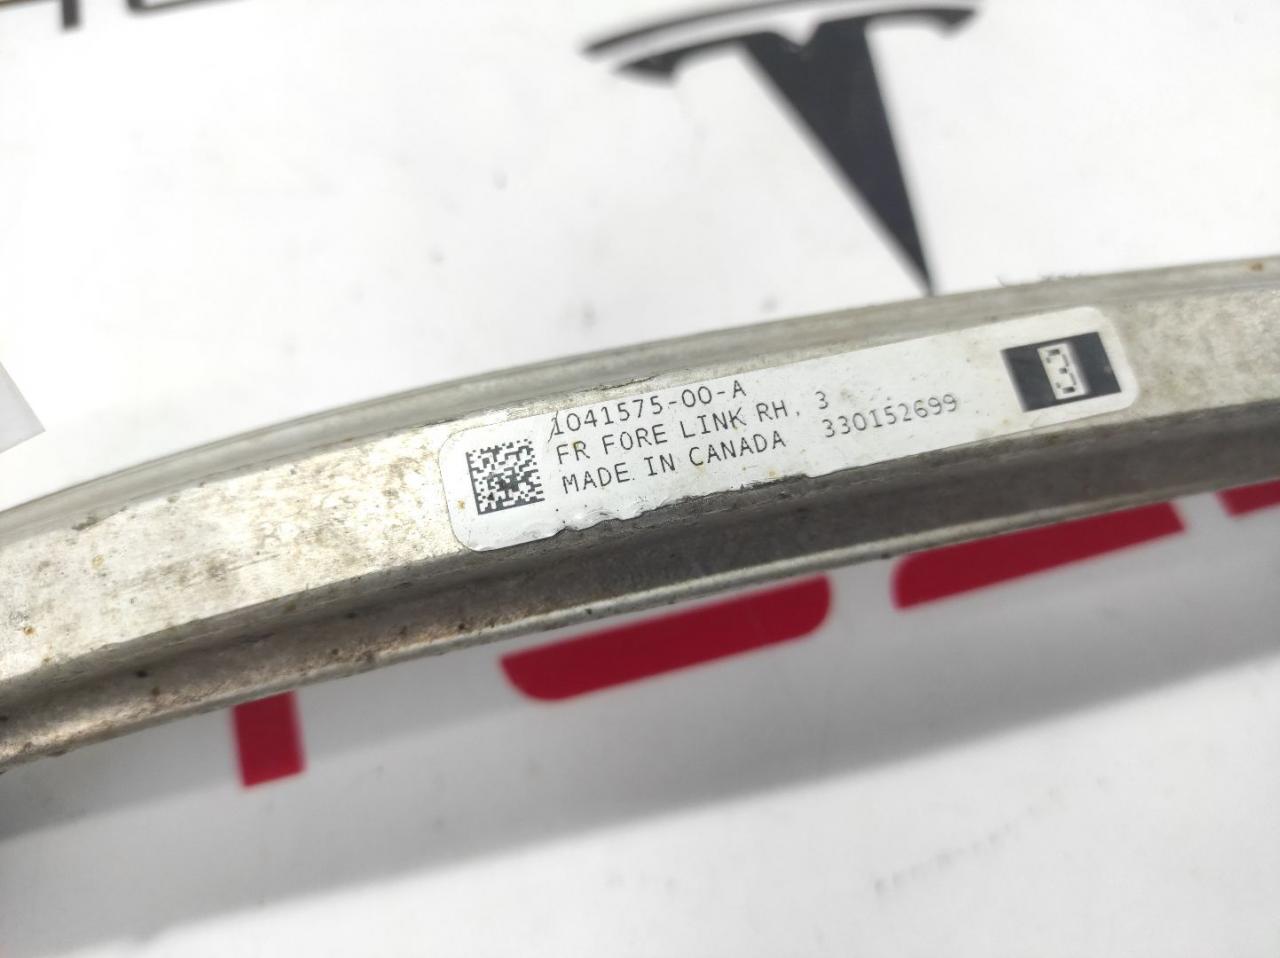 1041575-00-A
FR FORE LINK RH, 3
MADE IN CANADA 330152699